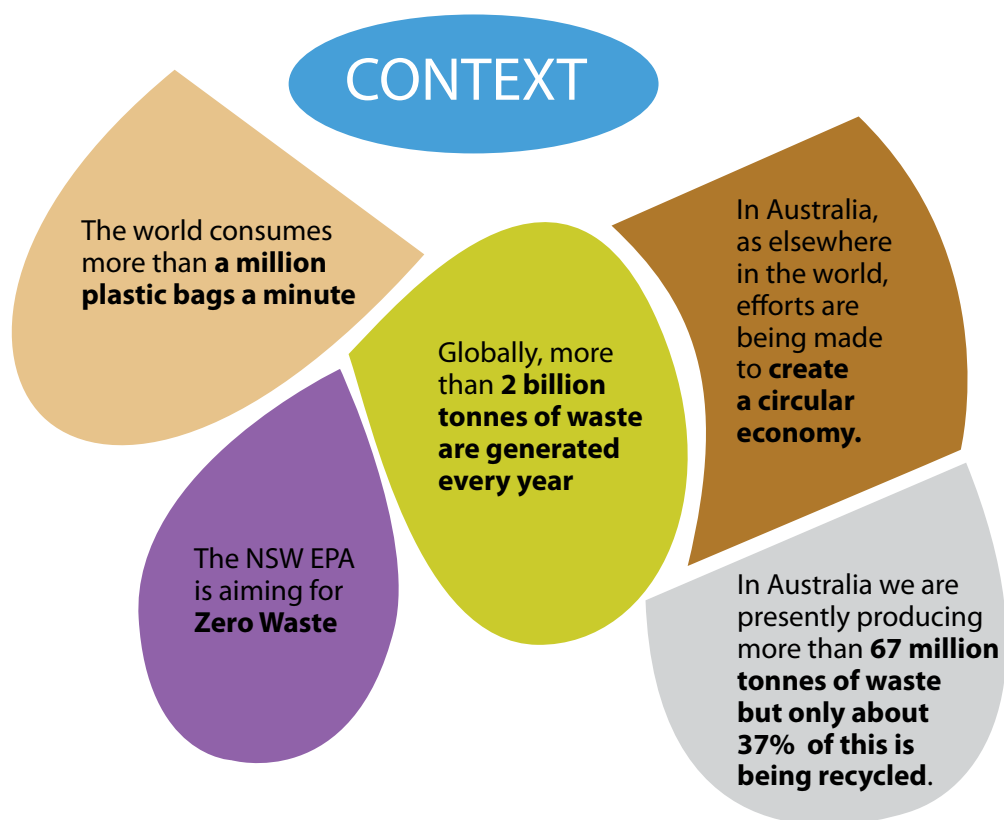 CONTEXT
The world consumes
more than a million
plastic bags a minute
Globally, more
than 2 billion
tonnes of waste
are generated
every year
In Australia,
as elsewhere
in the world,
efforts are
being made
to create
a circular
economy.
The NSW EPA
is aiming for
Zero Waste
In Australia we are
presently producing
more than 67 million
tonnes of waste
but only about
37%  of this is
being recycled.